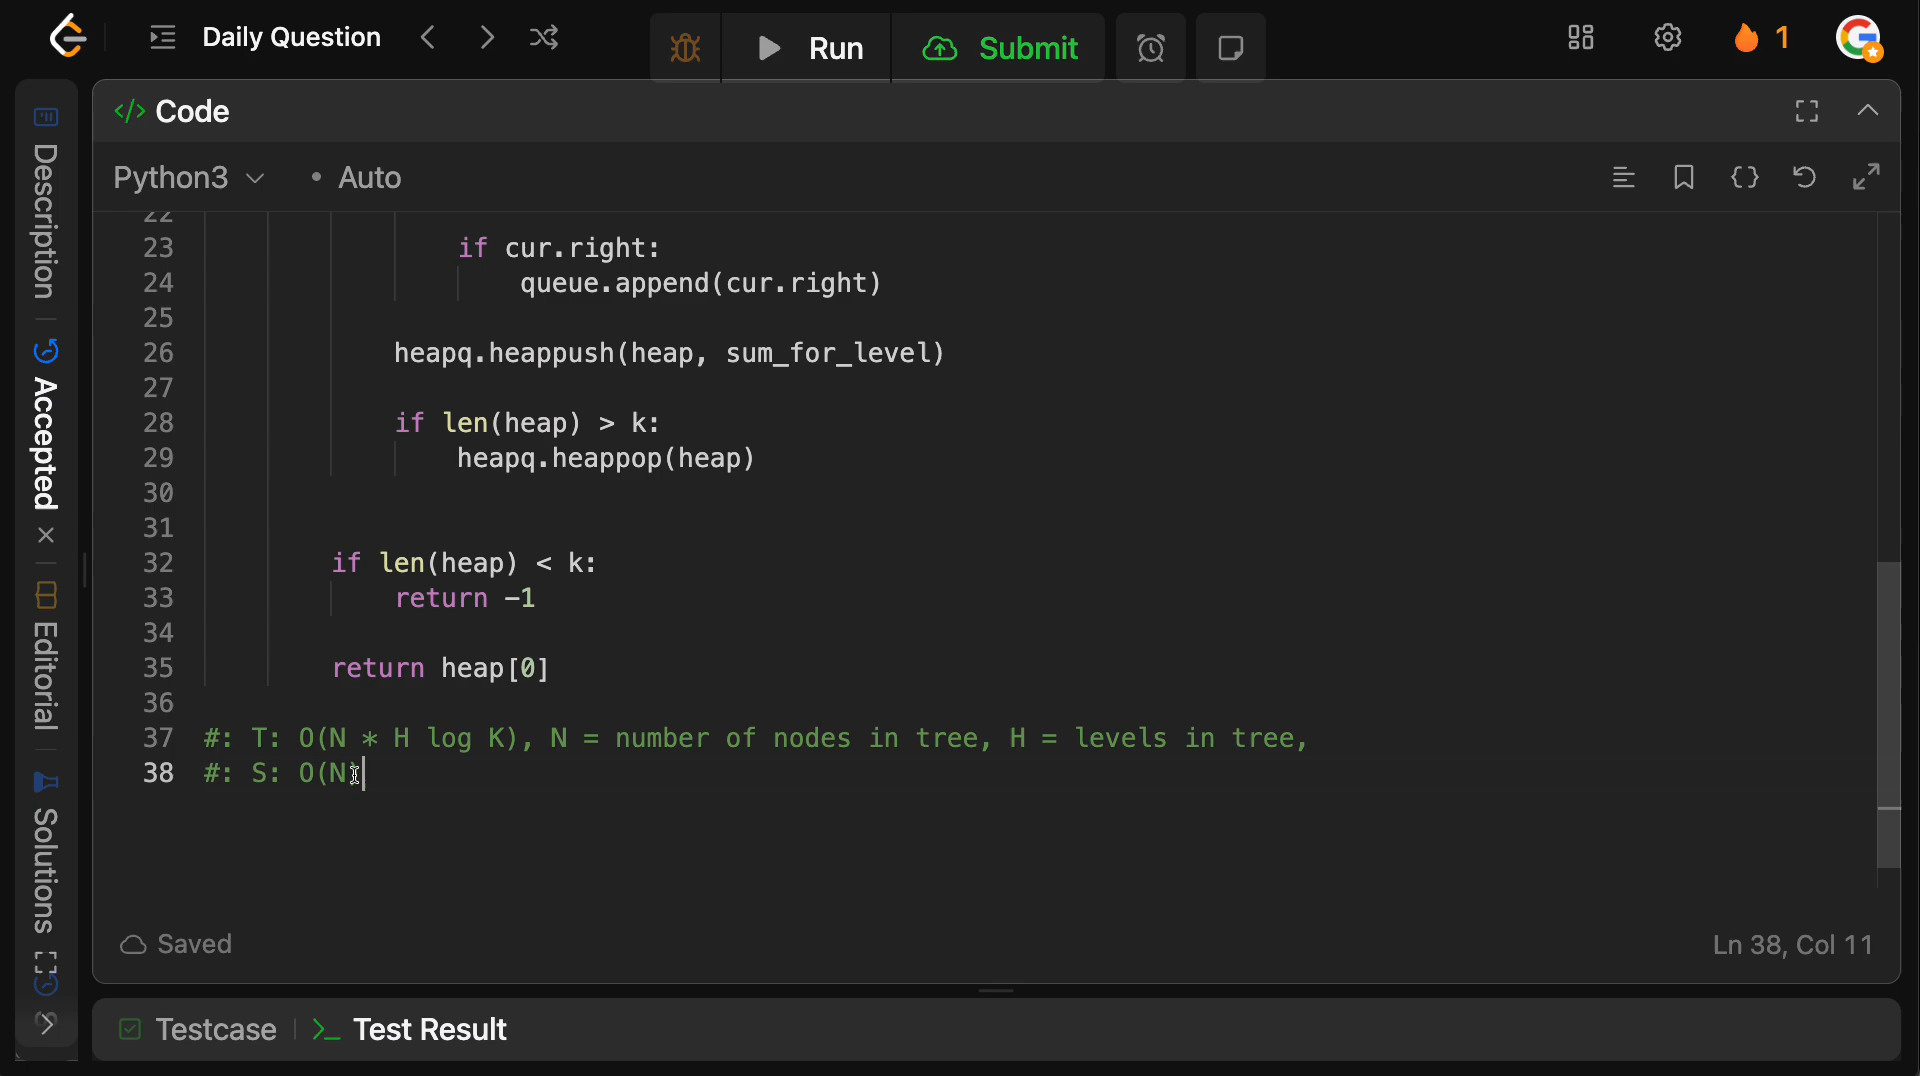 Daily Question
Run
Submit
1
</> Code
Python3
• Auto
22
23 if cur.right:
24 queue.append(cur.right)
25
26 heapq.heappush(heap, sum_for_level)
27
28 if len(heap) > k:
29 heapq.heappop(heap)
30
31
32 if len(heap) < k:
33 return -1
34
35 return heap[0]
36
37 #: T: O(N * H log K), N = number of nodes in tree, H = levels in tree,
38 #: S: O(N)
Saved
Ln 38, Col 11
Testcase
>_ Test Result
Description
Accepted
Editorial
Solutions